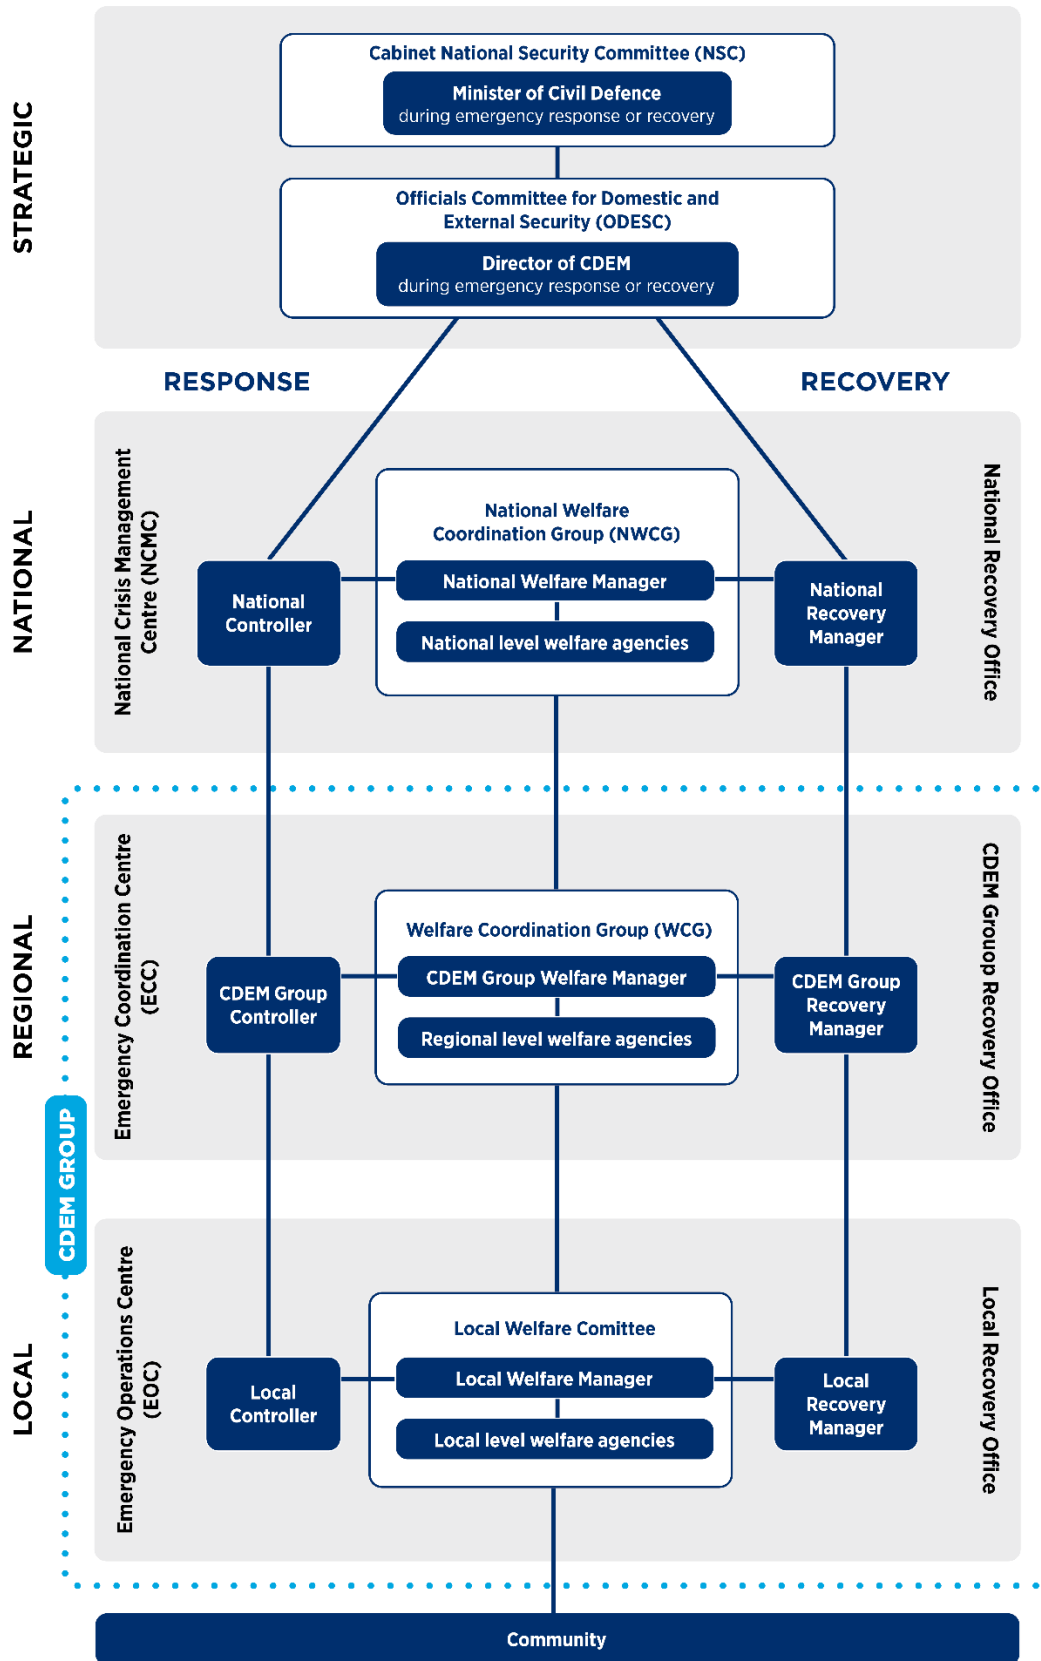 STRATEGIC
Cabinet National Security Committee (NSC)
Minister of Civil Defence
during emergency response or recovery
Officials Committee for Domestic and
External Security (ODESC)
Director of CDEM
during emergency response or recovery
RESPONSE
RECOVERY
NATIONAL
National Crisis Management
Centre (NCMC)
National Welfare
Coordination Group (NWCG)
National Welfare Manager
National level welfare agencies
National
Controller
National
Recovery
Manager
National Recovery Office
CDEM GROUP
REGIONAL
Emergency Coordination Centre
(ECC)
Welfare Coordination Group (WCG)
CDEM Group Welfare Manager
Regional level welfare agencies
CDEM Group
Controller
CDEM Group
Recovery
Manager
CDEM Gruoup Recovery Office
LOCAL
Emergency Operations Centre
(EOC)
Local Welfare Comittee
Local Welfare Manager
Local level welfare agencies
Local
Controller
Local
Recovery
Manager
Local Recovery Office
Community